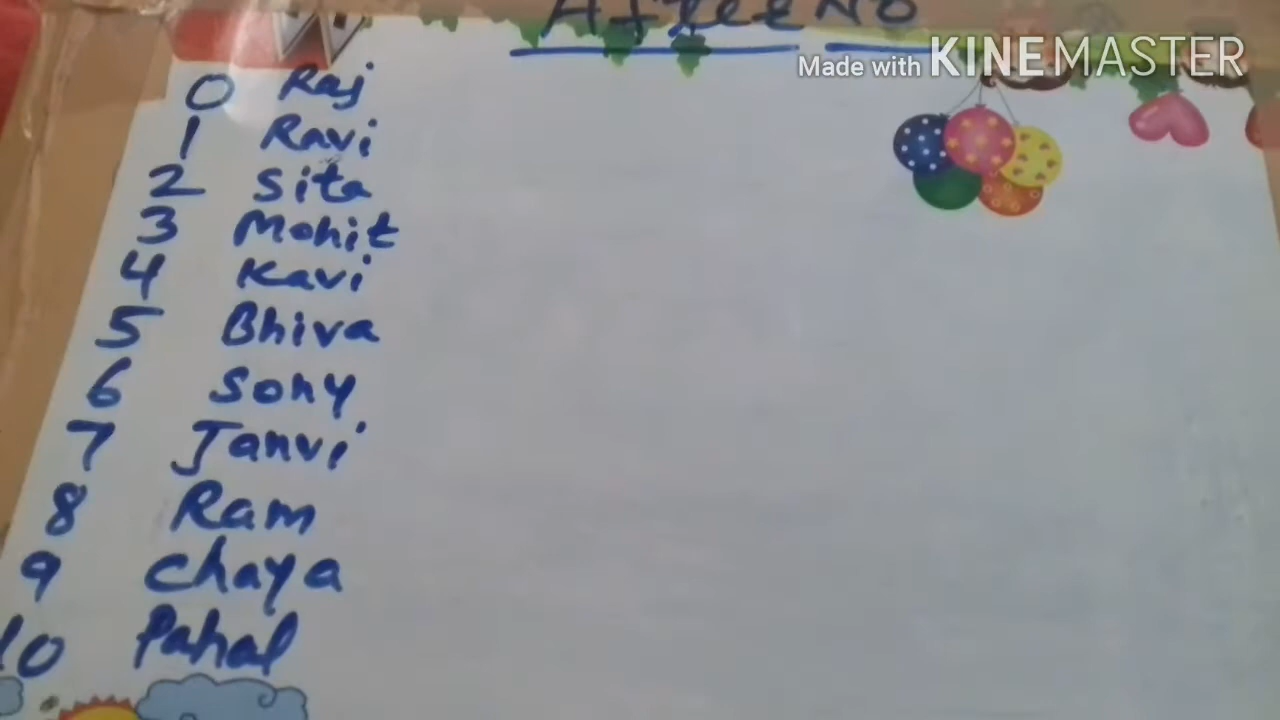 Made with KINEMASTER
0 Raj
1 Ravi
2 Sita
3 Mohit
4 Kavi
5 Bhiva
6 Sony
7 Janvi
8 Ram
9 Chaya
10 Pahal